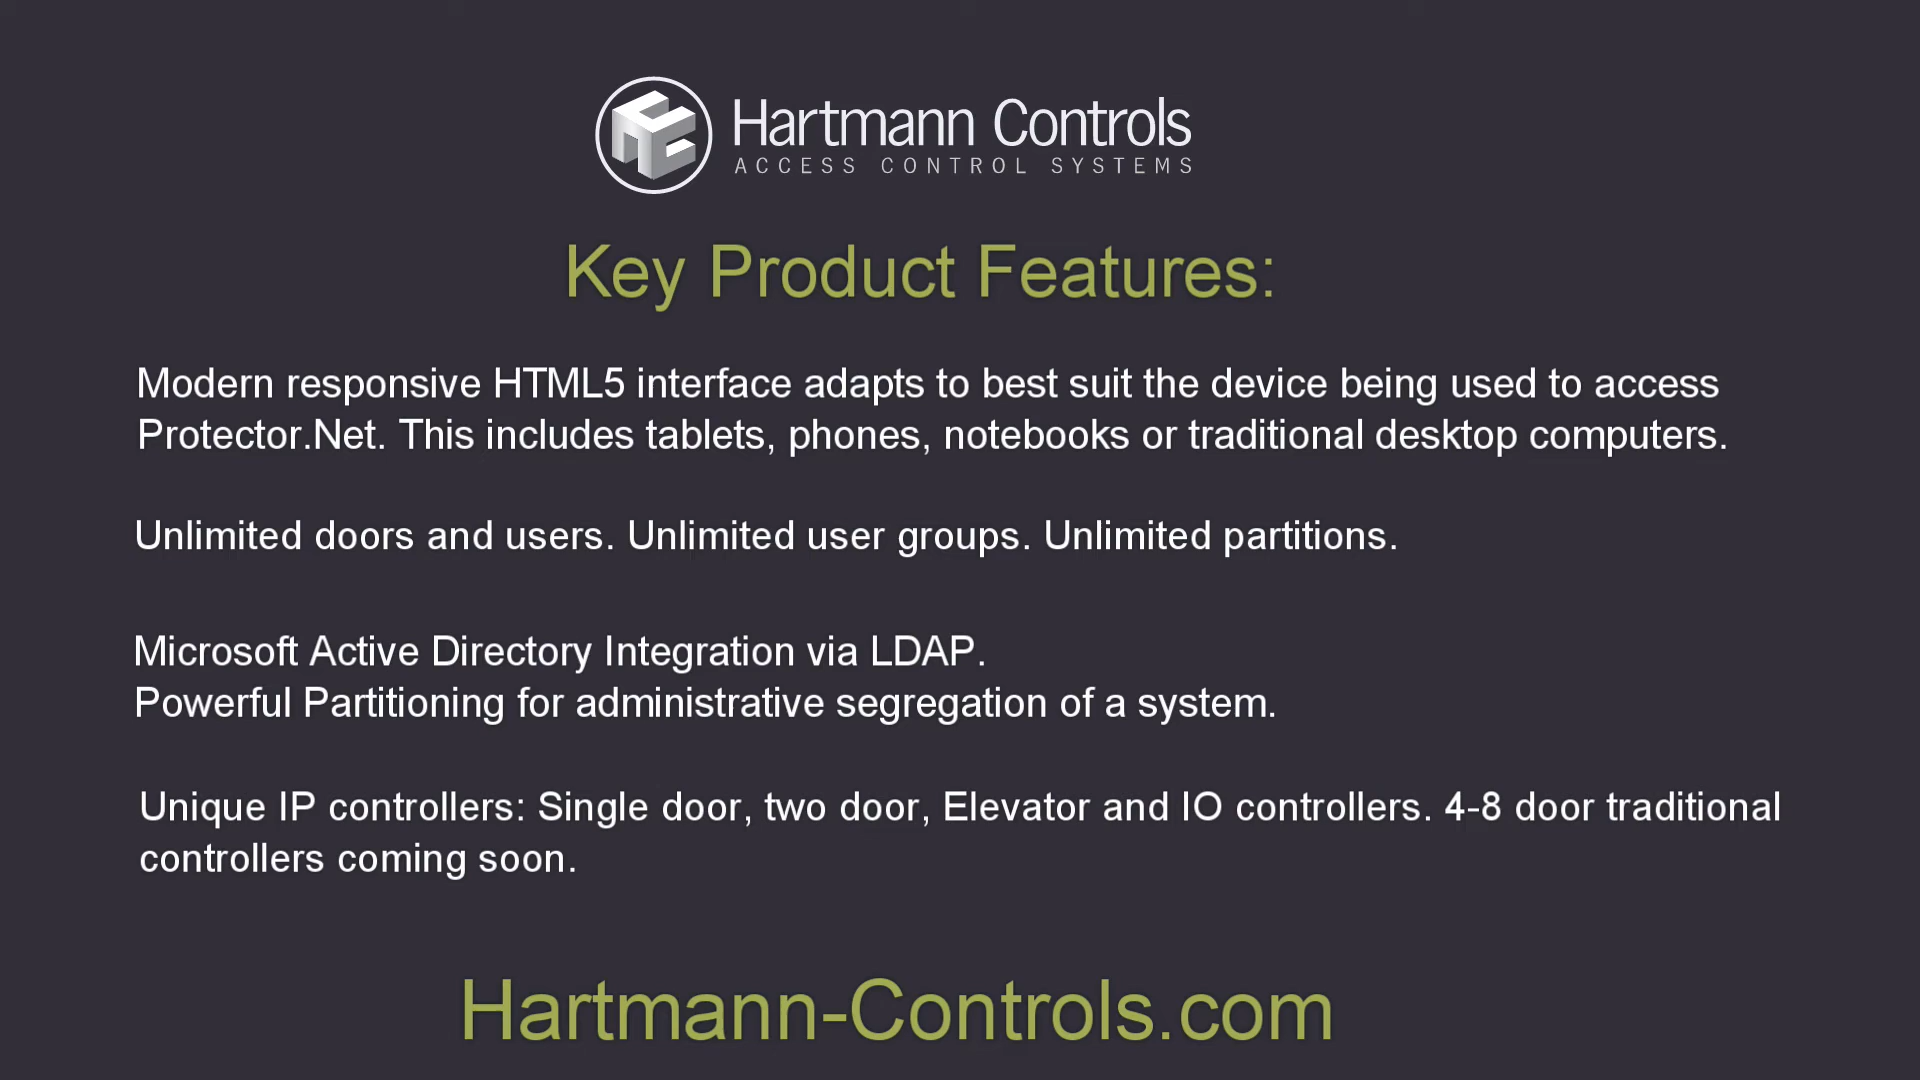 Hartmann Controls
ACCESS CONTROL SYSTEMS
Key Product Features:
Modern responsive HTML5 interface adapts to best suit the device being used to access
Protector.Net. This includes tablets, phones, notebooks or traditional desktop computers.
Unlimited doors and users. Unlimited user groups. Unlimited partitions.
Microsoft Active Directory Integration via LDAP.
Powerful Partitioning for administrative segregation of a system.
Unique IP controllers: Single door, two door, Elevator and IO controllers. 4-8 door traditional
controllers coming soon.
Hartmann-Controls.com